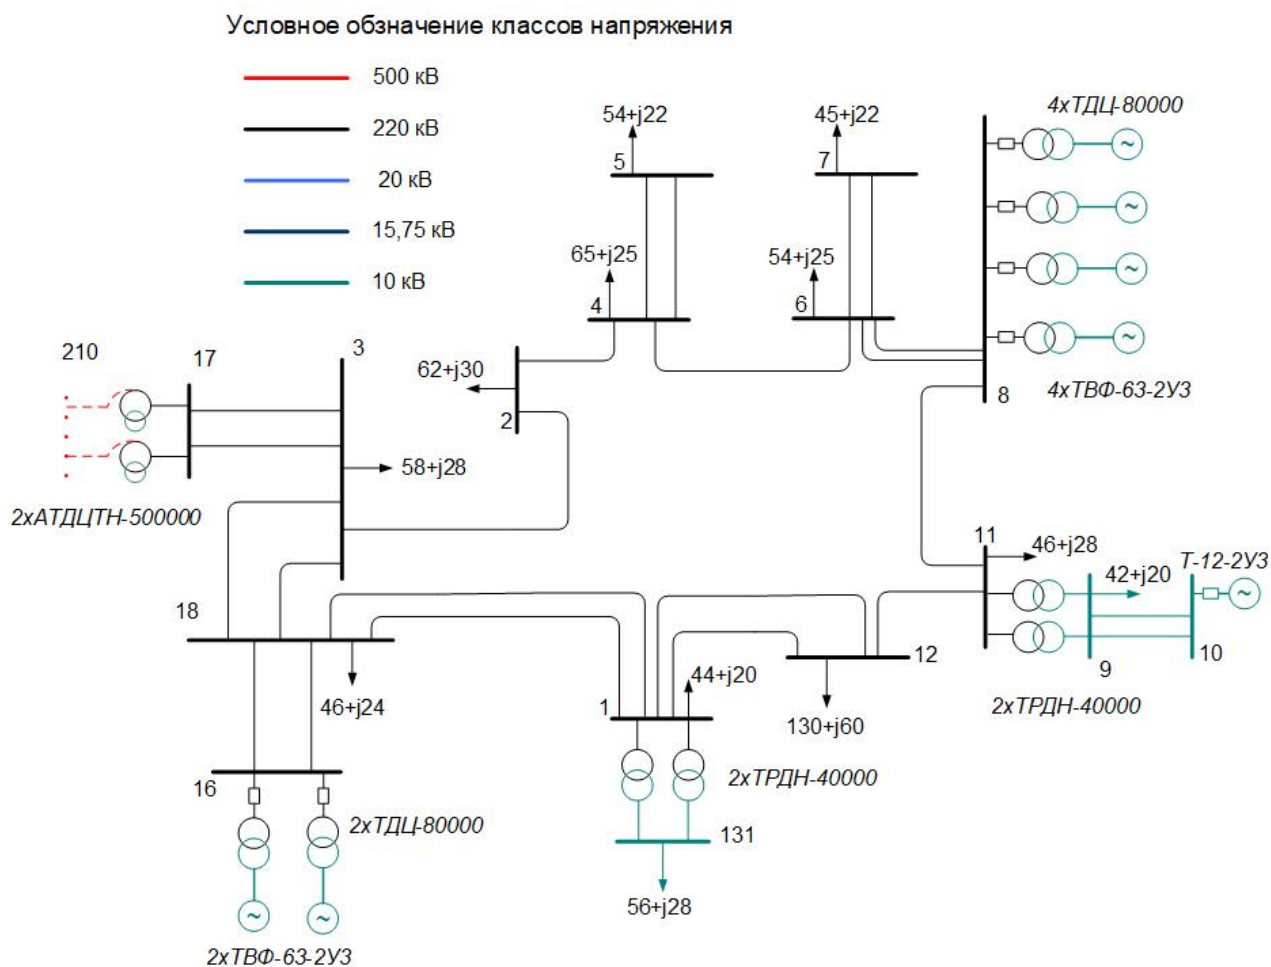 Условное обзначение классов напряжения
500 кВ
220 кВ
20 кВ
15,75 кВ
10 кВ
54+j22
5
45+j22
7
4хТДЦ-80000
65+j25
4
54+j25
6
4хТВФ-63-2У3
8
210
17
3
62+j30
2
58+j28
2хАТДЦТН-500000
11
46+j28
Т-12-2У3
42+j20
9
10
2хТРДН-40000
18
46+j24
12
44+j20
1
130+j60
2хТРДН-40000
16
2хТДЦ-80000
131
56+j28
2хТВФ-63-2У3